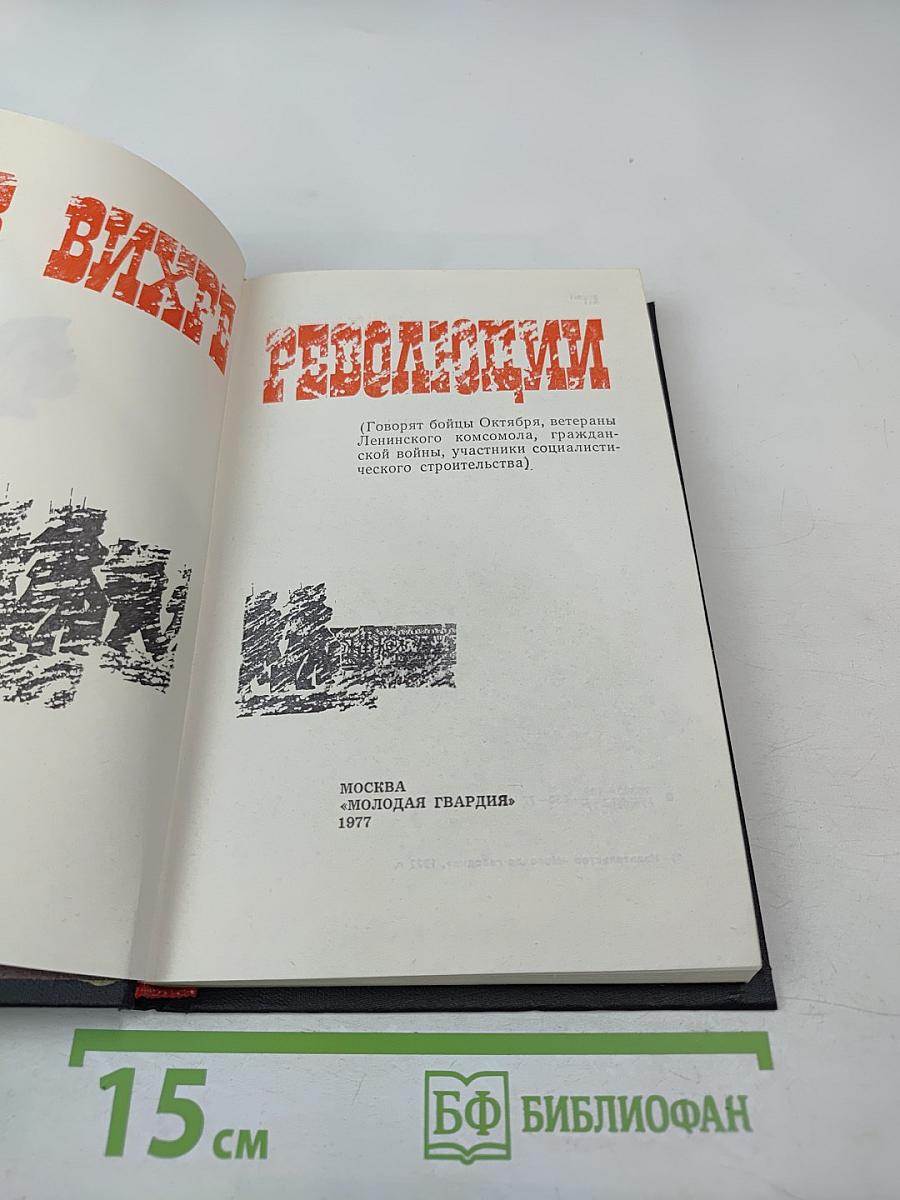 В ВИХРЕ
РЕВОЛЮЦИИ
(Говорят бойцы Октября, ветераны
Ленинского комсомола, граждан-
ской войны, участники социалисти-
ческого строительства)
МОСКВА
«МОЛОДАЯ ГВАРДИЯ»
1977
15 см
БФ БИБЛИОФАН